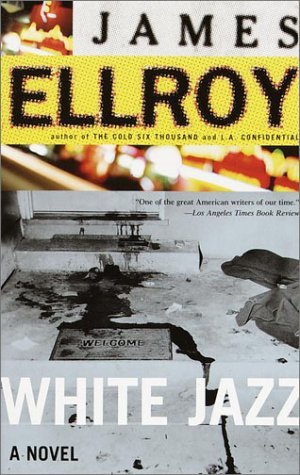 JAMES
ELLROY
author of THE COLD SIX THOUSAND and L.A. CONFIDENTIAL
"One of the great American writers of our time."
—Los Angeles Times Book Review
WELCOME
WHITE JAZZ
A NOVEL